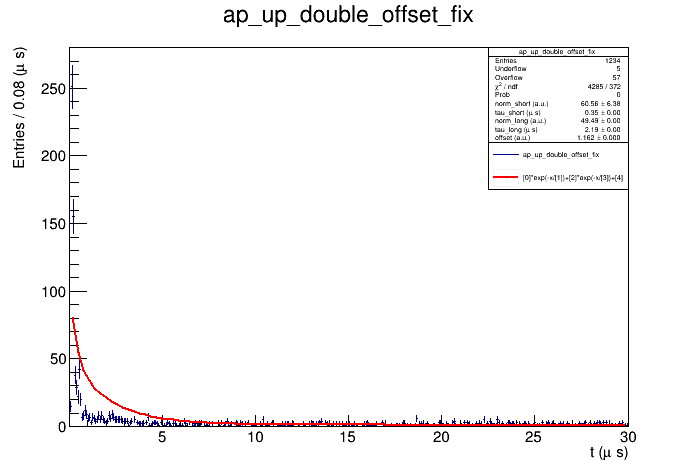 ap_up_double_offset_fix
Entries / 0.08 (μ s)
250
200
150
100
50
0
5
10
15
20
25
30
t (μ s)
ap_up_double_offset_fix
Entries 1234
Underflow 5
Overflow 57
χ² / ndf 4285 / 372
Prob 0
norm_short (a.u.) 60.56 ± 6.38
tau_short (μ s) 0.35 ± 0.00
norm_long (a.u.) 49.49 ± 0.00
tau_long (μ s) 2.19 ± 0.00
offset (a.u.) 1.162 ± 0.000
ap_up_double_offset_fix
[0]*exp(-x/[1])+[2]*exp(-x/[3])+[4]